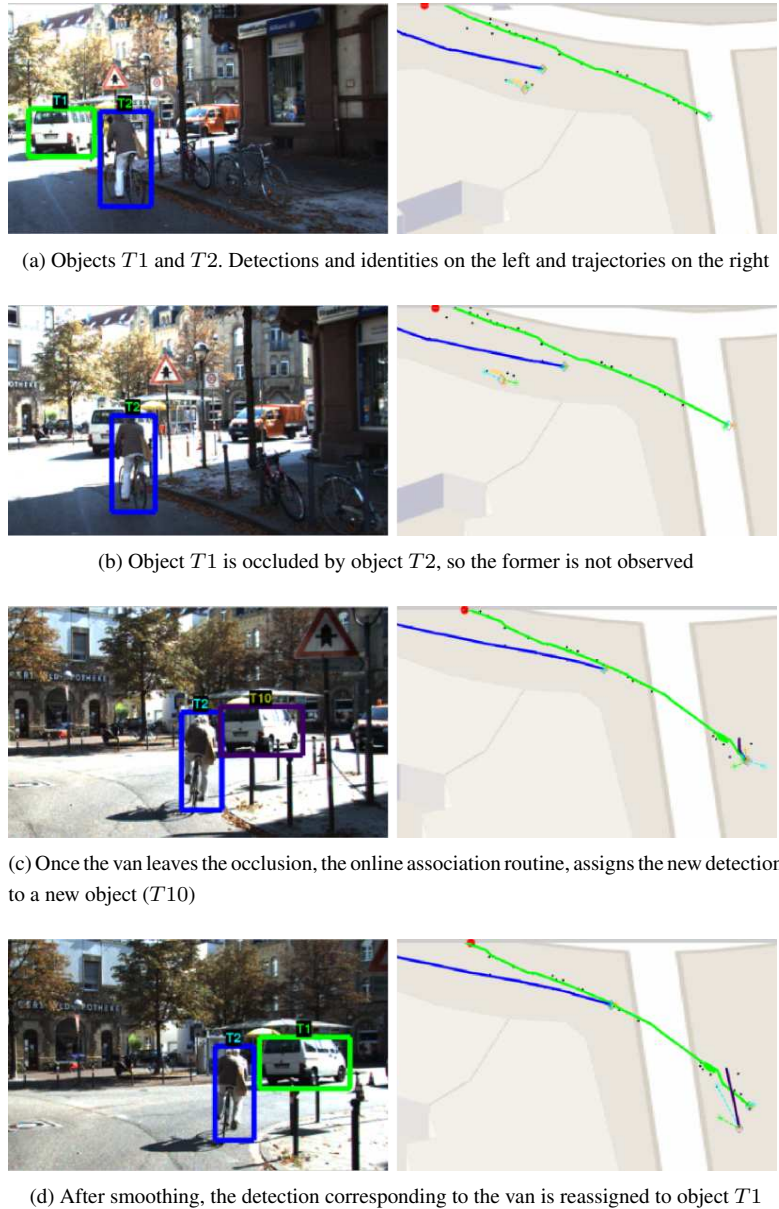 T1
T2
Allianz
(a) Objects T1 and T2. Detections and identities on the left and trajectories on the right
T2
(b) Object T1 is occluded by object T2, so the former is not observed
T2
T10
(c) Once the van leaves the occlusion, the online association routine, assigns the new detection
to a new object (T10)
T2
T1
(d) After smoothing, the detection corresponding to the van is reassigned to object T1